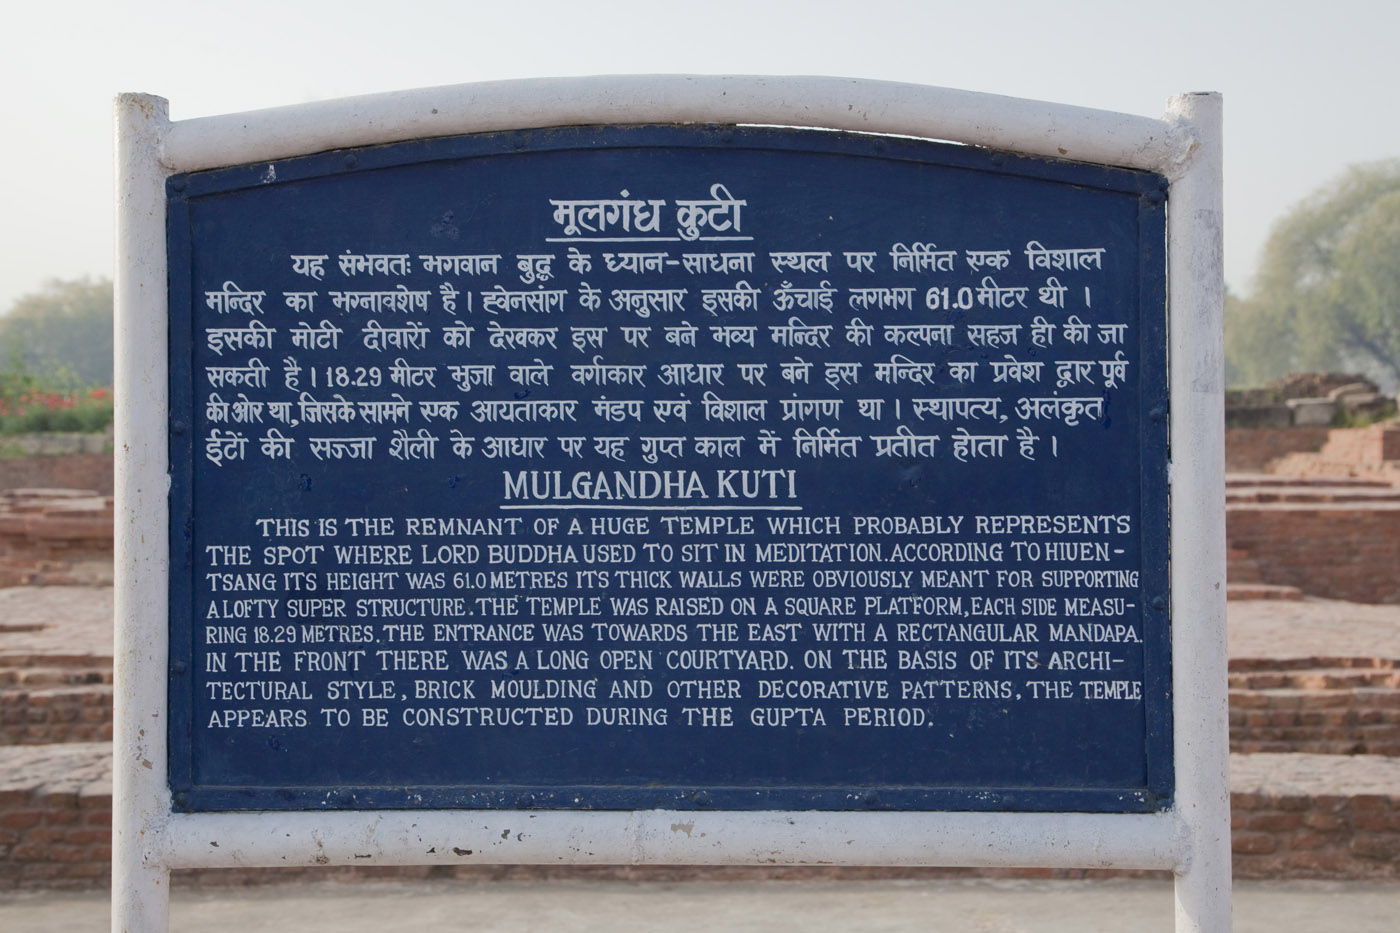 मूलगंध कुटी
यह संभवतः भगवान बुद्ध के ध्यान-साधना स्थल पर निर्मित एक विशाल
मन्दिर का भग्नावशेष है। ह्वेनसांग के अनुसार इसकी ऊँचाई लगभग 61.0 मीटर थी ।
इसकी मोटी दीवारों को देखकर इस पर बने भव्य मन्दिर की कल्पना सहज ही की जा
सकती है। 18.29 मीटर भुजा वाले वर्गाकार आधार पर बने इस मन्दिर का प्रवेश द्वार पूर्व
की ओर था, जिसके सामने एक आयताकार मंडप एवं विशाल प्रांगण था। स्थापत्य, अलंकृत
ईटों की सज्जा शैली के आधार पर यह गुप्त काल में निर्मित प्रतीत होता है।
MULGANDHA KUTI
THIS IS THE REMNANT OF A HUGE TEMPLE WHICH PROBABLY REPRESENTS
THE SPOT WHERE LORD BUDDHA USED TO SIT IN MEDITATION. ACCORDING TO HIUEN-
TSANG ITS HEIGHT WAS 61.0 METRES ITS THICK WALLS WERE OBVIOUSLY MEANT FOR SUPPORTING
A LOFTY SUPER STRUCTURE. THE TEMPLE WAS RAISED ON A SQUARE PLATFORM, EACH SIDE MEASU-
RING 18.29 METRES. THE ENTRANCE WAS TOWARDS THE EAST WITH A RECTANGULAR MANDAPA.
IN THE FRONT THERE WAS A LONG OPEN COURTYARD. ON THE BASIS OF ITS ARCHI-
TECTURAL STYLE, BRICK MOULDING AND OTHER DECORATIVE PATTERNS, THE TEMPLE
APPEARS TO BE CONSTRUCTED DURING THE GUPTA PERIOD.